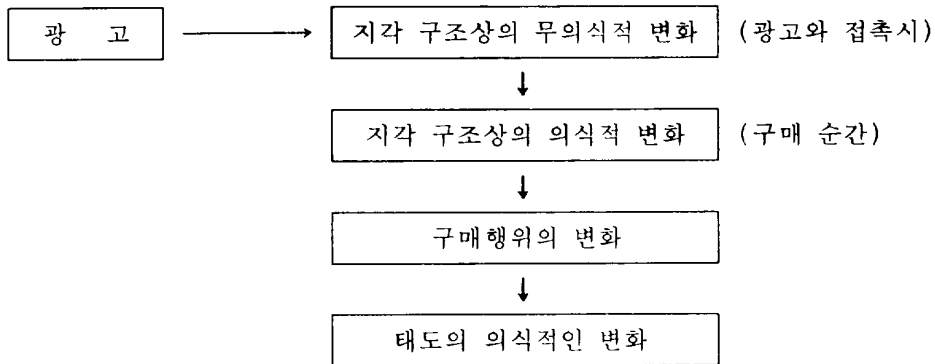 광 고 지각 구조상의 무의식적 변화 (광고와 접촉시)
지각 구조상의 의식적 변화 (구매 순간)
구매행위의 변화
태도의 의식적인 변화